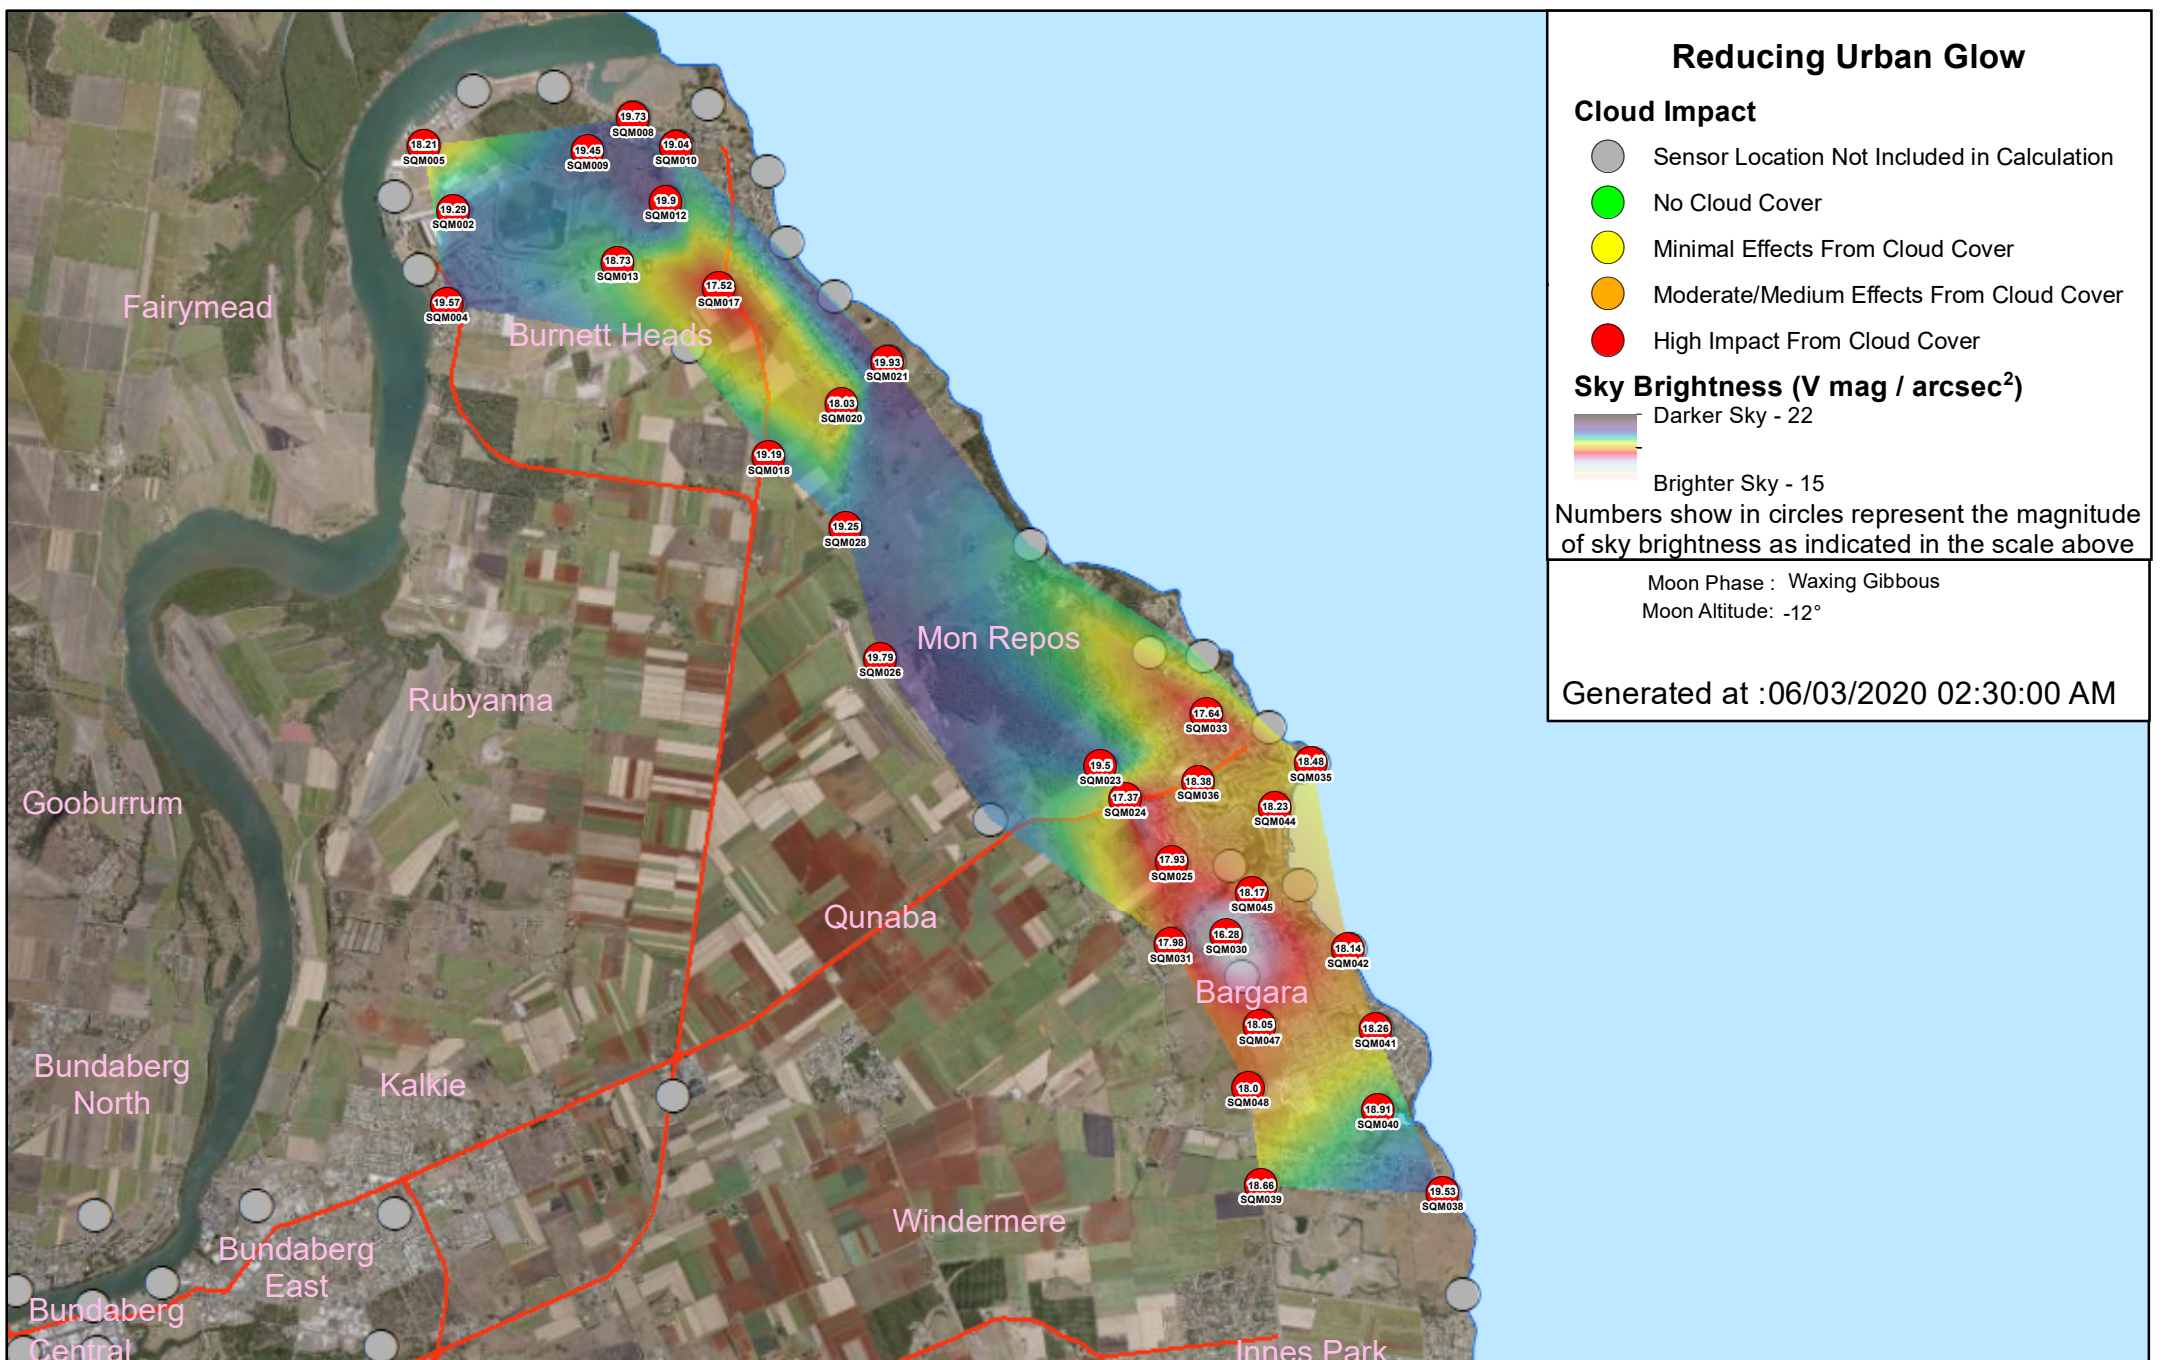 Reducing Urban Glow
Cloud Impact
Sensor Location Not Included in Calculation
No Cloud Cover
Minimal Effects From Cloud Cover
Moderate/Medium Effects From Cloud Cover
High Impact From Cloud Cover
Sky Brightness (V mag / arcsec²)
Darker Sky - 22
Brighter Sky - 15
Numbers show in circles represent the magnitude
of sky brightness as indicated in the scale above
Moon Phase : Waxing Gibbous
Moon Altitude: -12°
Generated at :06/03/2020 02:30:00 AM
19.73
SQM008
18.21
SQM005
19.45
SQM009
19.04
SQM010
19.29
SQM002
19.9
SQM012
18.73
SQM013
17.52
SQM017
19.57
SQM004
Fairymead
Burnett Heads
19.93
SQM021
18.03
SQM020
19.19
SQM018
19.25
SQM028
Mon Repos
19.79
SQM026
Rubyanna
17.64
SQM033
19.5
SQM023
18.48
SQM035
18.38
SQM036
17.37
SQM024
18.23
SQM044
Gooburrum
17.93
SQM025
18.17
SQM045
Qunaba
16.28
SQM030
17.98
SQM031
18.14
SQM042
Bargara
18.05
SQM047
18.26
SQM041
Bundaberg
North
Kalkie
18.0
SQM048
18.91
SQM040
18.66
SQM039
19.53
SQM038
Windermere
Bundaberg
East
Bundaberg
Central
Innes Park